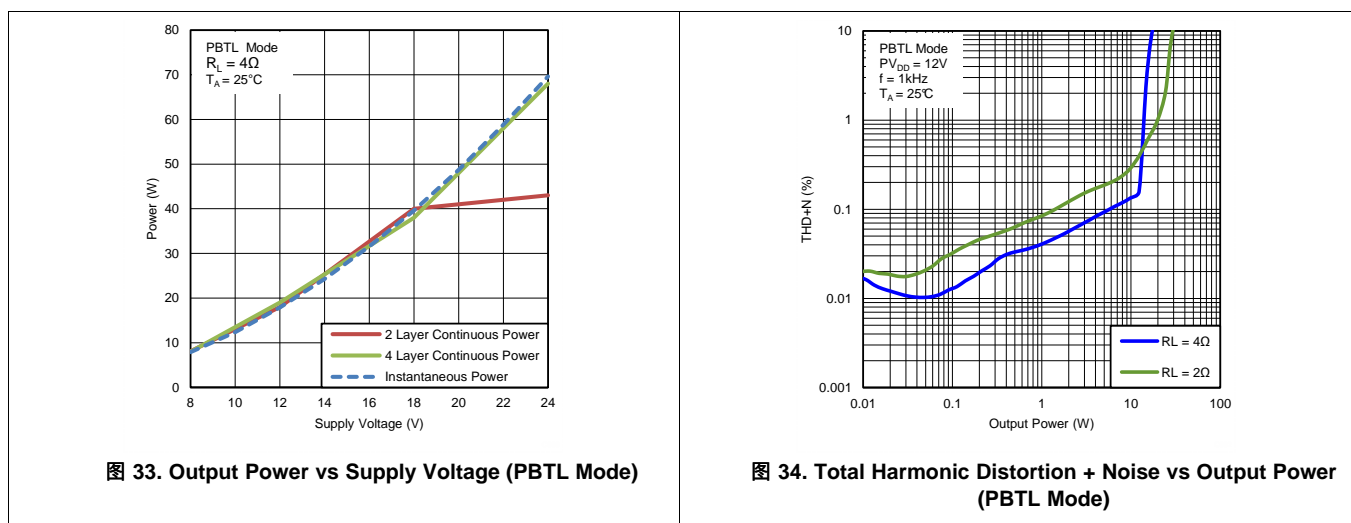 80
70
60
50
40
30
20
10
0
Power (W)
PBTL Mode
R_L = 4Ω
T_A = 25°C
2 Layer Continuous Power
4 Layer Continuous Power
Instantaneous Power
8 10 12 14 16 18 20 22 24
Supply Voltage (V)
图 33. Output Power vs Supply Voltage (PBTL Mode)
10
1
0.1
0.01
0.001
THD+N (%)
PBTL Mode
PV_DD = 12V
f = 1kHz
T_A = 25°C
RL = 4Ω
RL = 2Ω
0.01 0.1 1 10 100
Output Power (W)
图 34. Total Harmonic Distortion + Noise vs Output Power
(PBTL Mode)